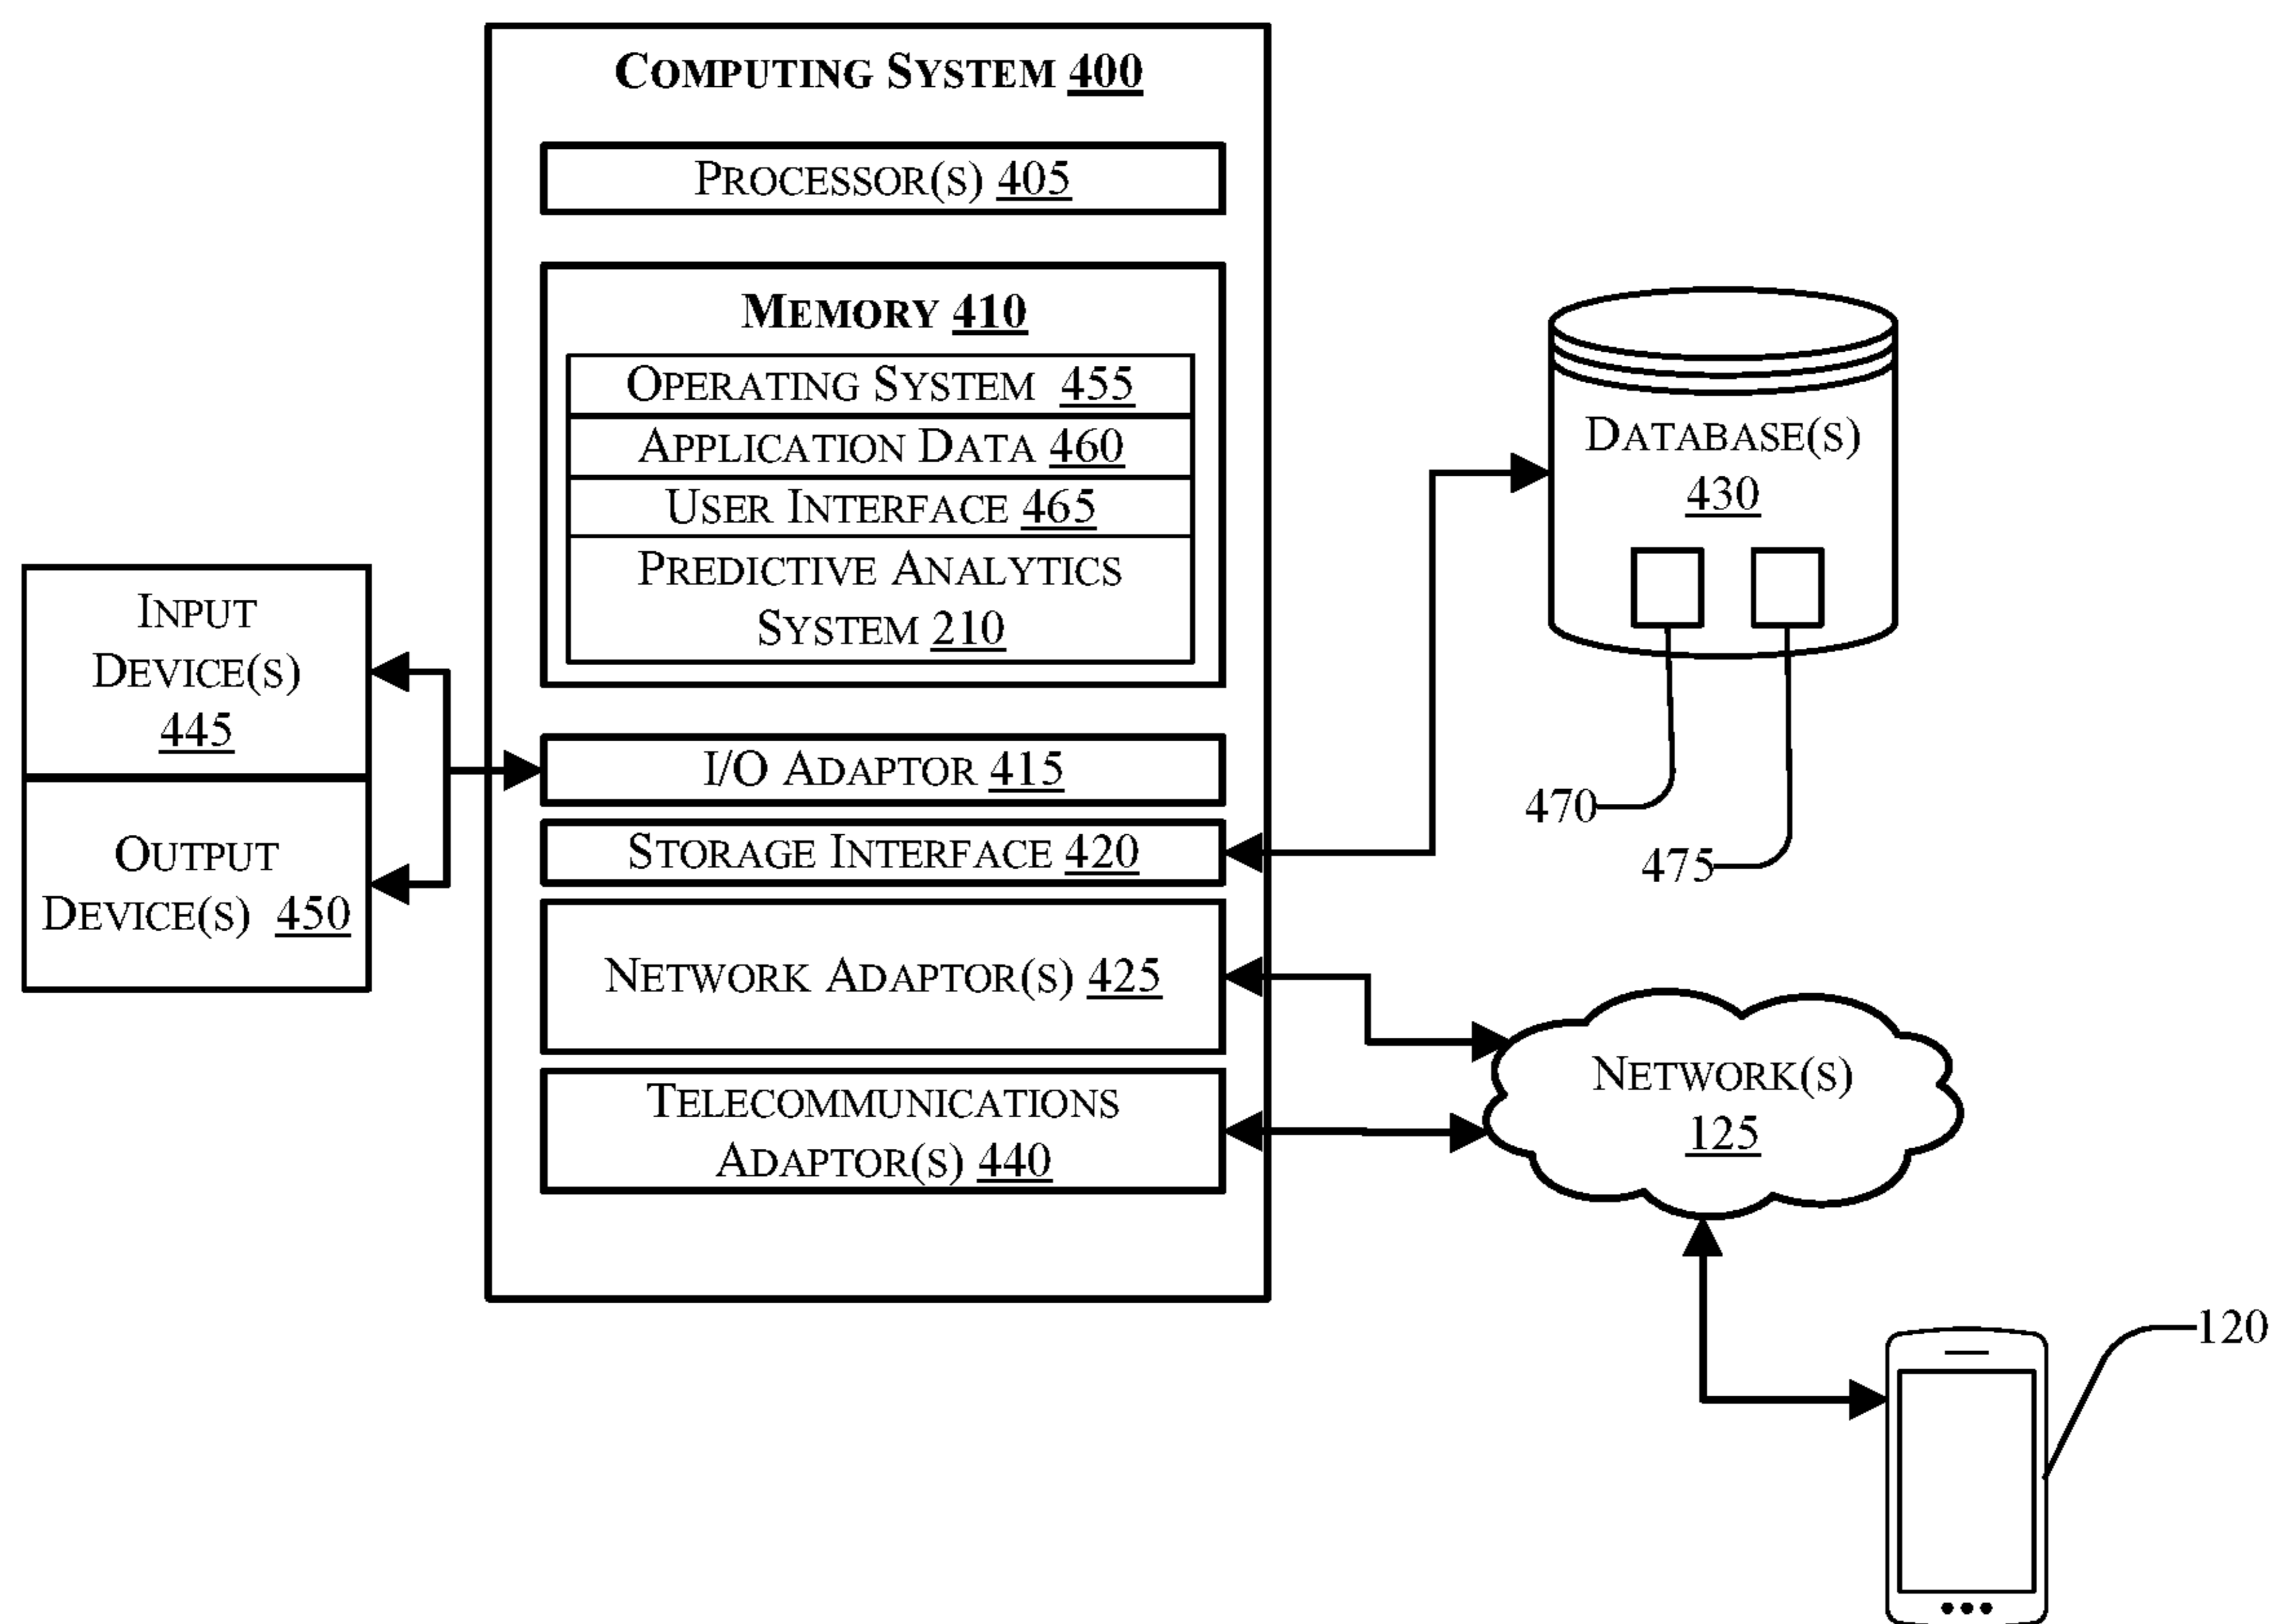 COMPUTING SYSTEM 400
PROCESSOR(S) 405
MEMORY 410
OPERATING SYSTEM 455
APPLICATION DATA 460
USER INTERFACE 465
PREDICTIVE ANALYTICS
SYSTEM 210
I/O ADAPTOR 415
STORAGE INTERFACE 420
NETWORK ADAPTOR(S) 425
TELECOMMUNICATIONS
ADAPTOR(S) 440
INPUT
DEVICE(S)
445
OUTPUT
DEVICE(S) 450
DATABASE(S)
430
470
475
NETWORK(S)
125
120